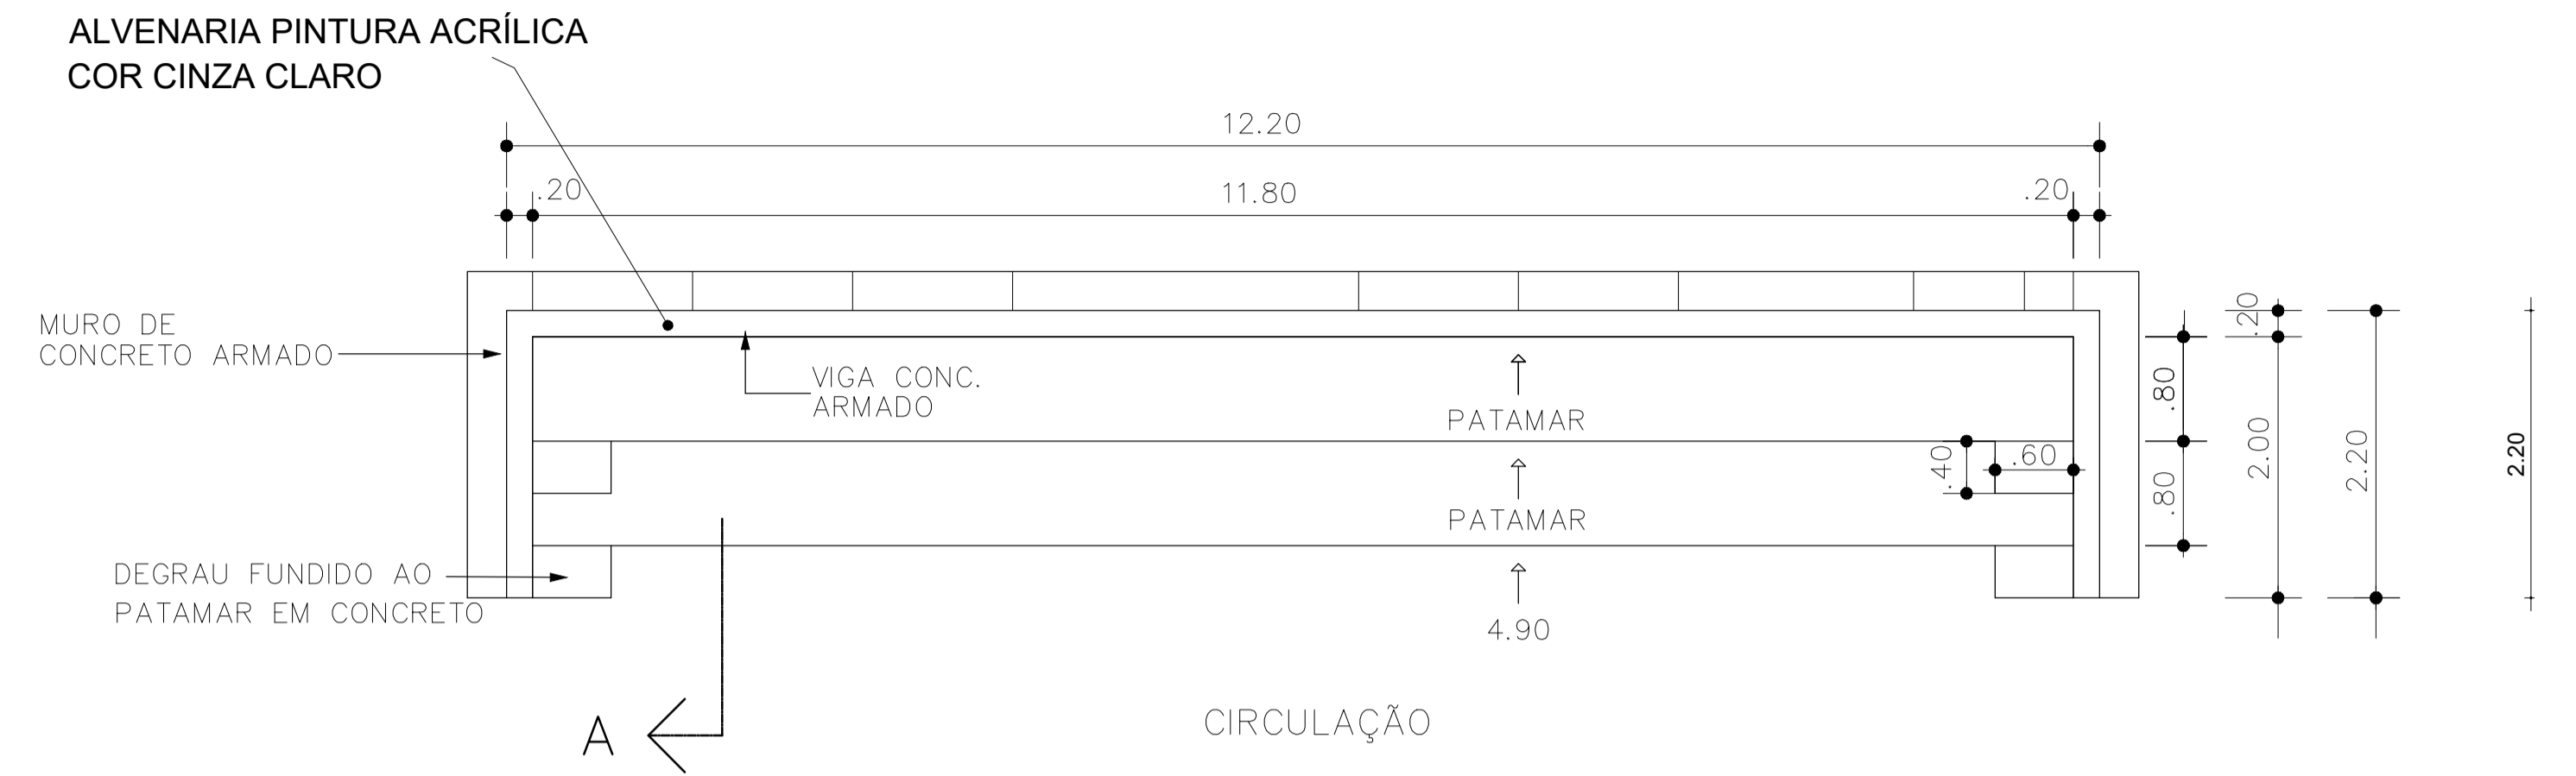 ALVENARIA PINTURA ACRÍLICA
COR CINZA CLARO
12.20
.20
11.80
.20
MURO DE
CONCRETO ARMADO
VIGA CONC.
ARMADO
PATAMAR
PATAMAR
4.90
.40
.60
.80
.80
.20
2.00
2.20
2.20
DEGRAU FUNDIDO AO
PATAMAR EM CONCRETO
A
CIRCULAÇÃO